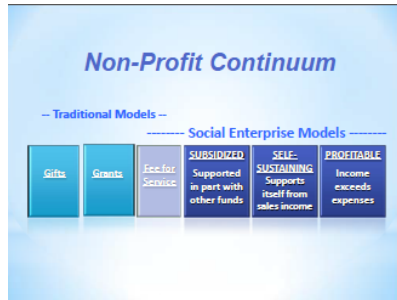 Non-Profit Continuum
-- Traditional Models --
-------- Social Enterprise Models --------
Gifts
Grants
Fee for
Service
SUBSIDIZED
Supported
in part with
other funds
SELF-
SUSTAINING
Supports
itself from
sales income
PROFITABLE
Income
exceeds
expenses